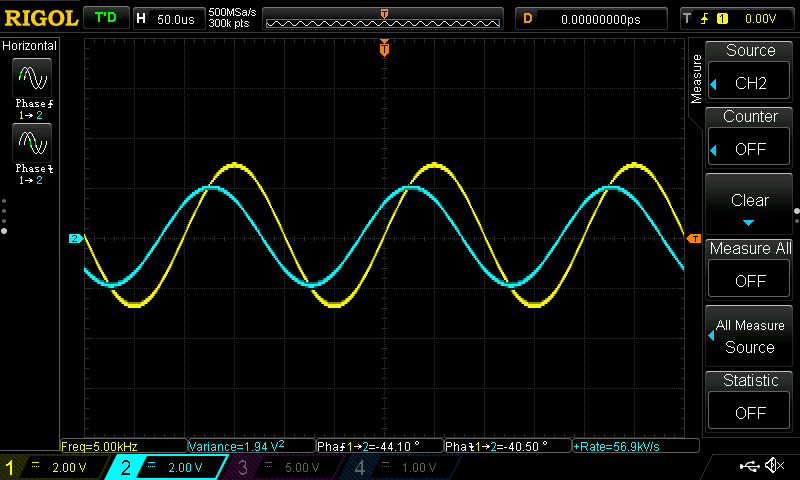 RIGOL T'D H 50.0us 500MSa/s 300k pts T D 0.00000000ps T 1 0.00V
Horizontal
Phase
1→2
Phase
1→2
T
2
T
Measure
Source
CH2
Counter
OFF
Clear
Measure All
OFF
All Measure
Source
Statistic
OFF
Freq=5.00kHz Variance=1.94 V² Pha1→2=-44.10 ° Pha1→2=-40.50 ° +Rate=56.9kV/s
1 2.00 V 2 2.00 V 3 5.00 V 4 1.00 V